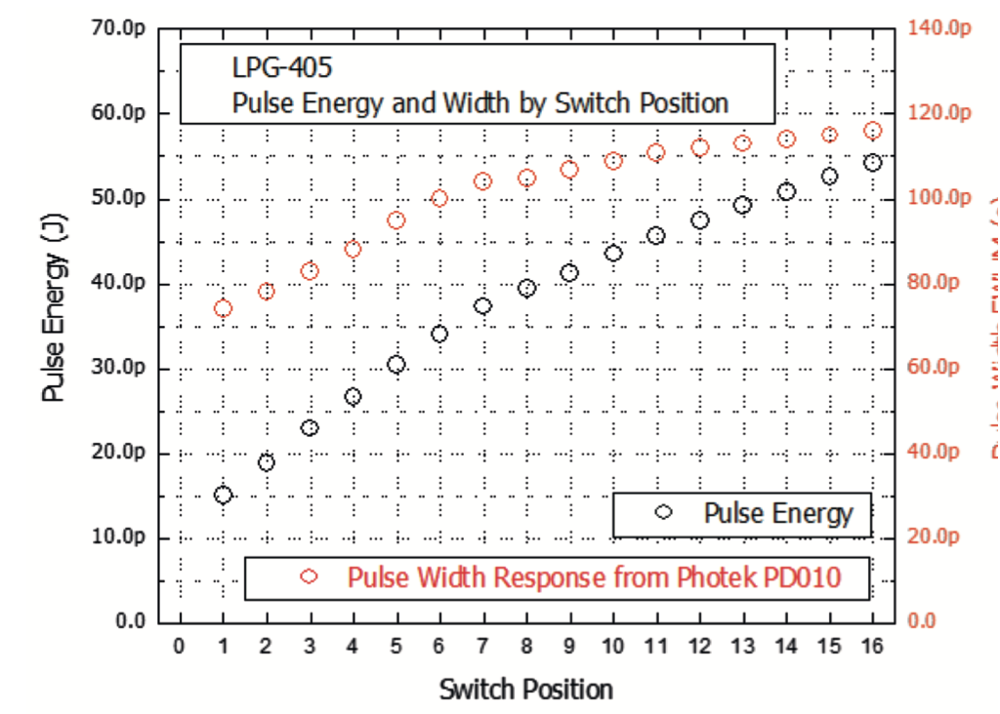 70.0p
60.0p
50.0p
40.0p
30.0p
20.0p
10.0p
0.0
Pulse Energy (J)
LPG-405
Pulse Energy and Width by Switch Position
Pulse Energy
Pulse Width Response from Photek PD010
140.0p
120.0p
100.0p
80.0p
60.0p
40.0p
20.0p
0.0
0 1 2 3 4 5 6 7 8 9 10 11 12 13 14 15 16
Switch Position